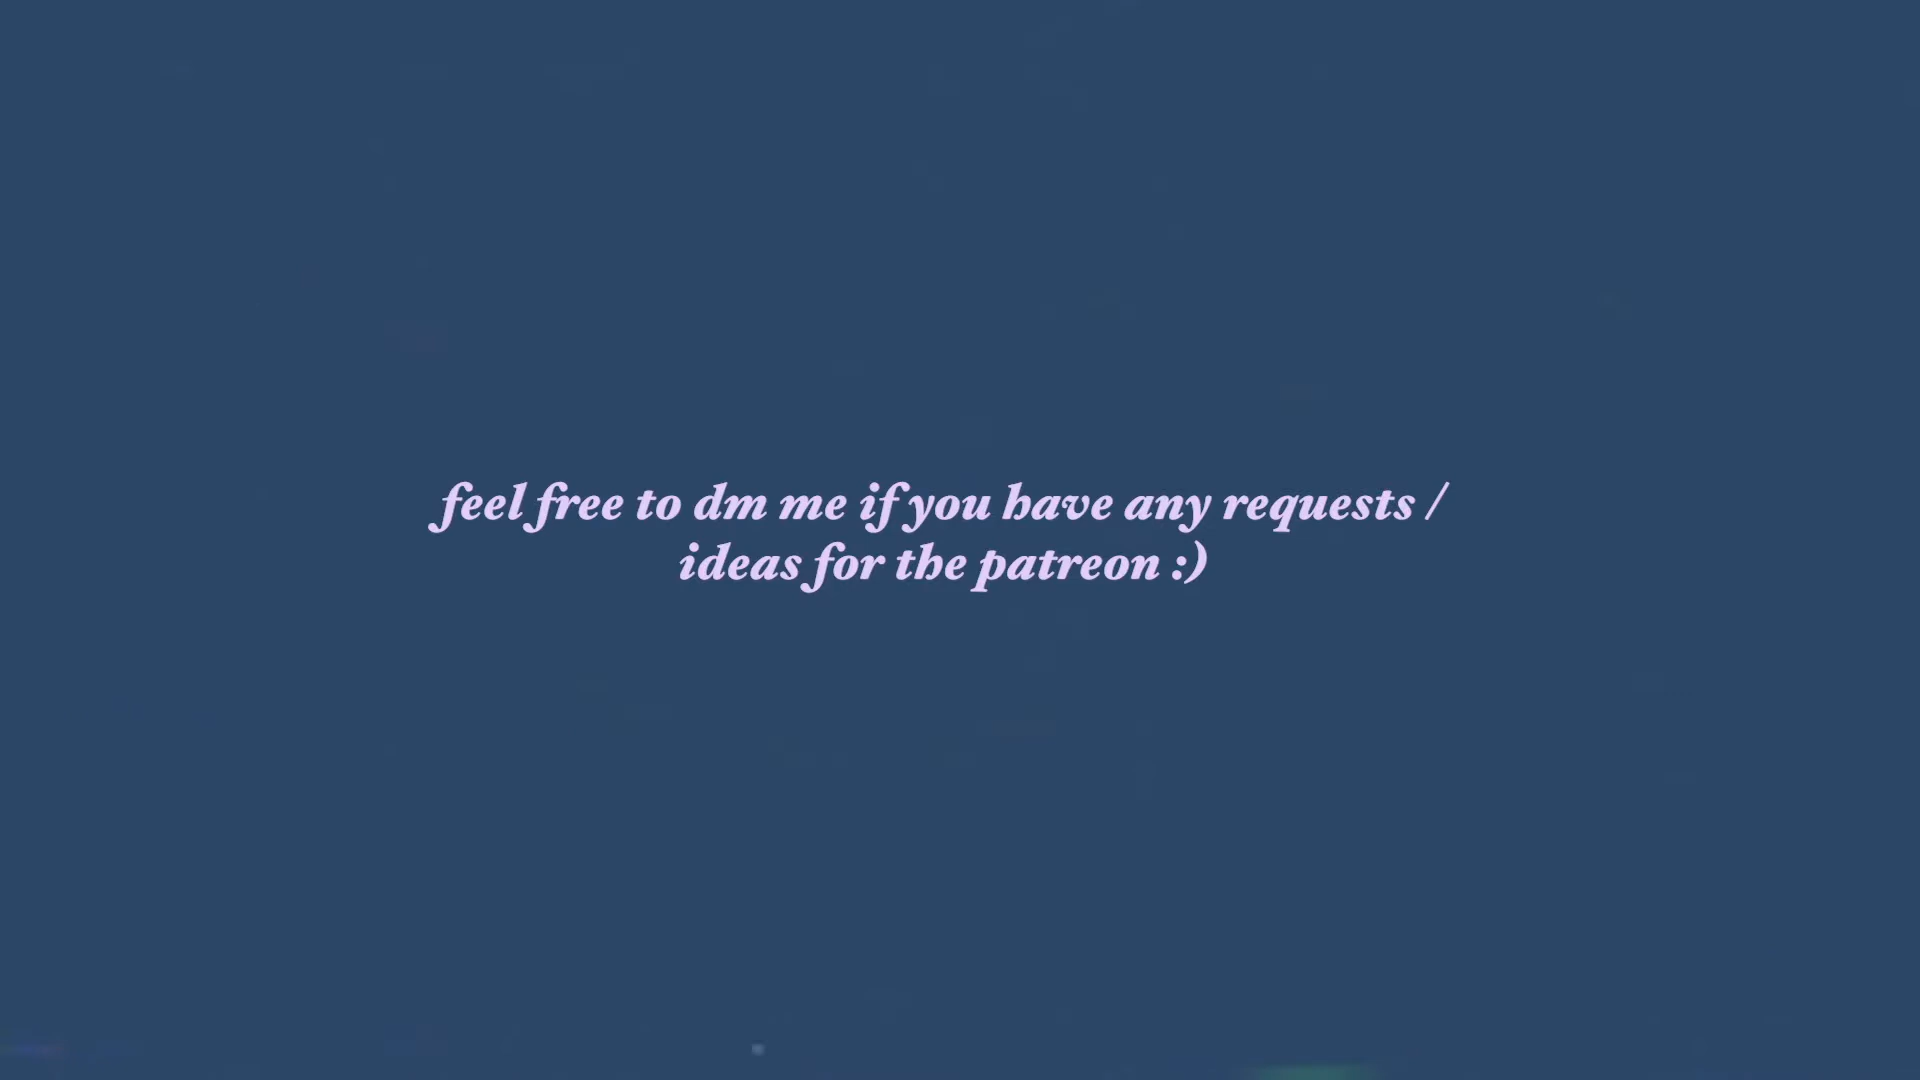 feel free to dm me if you have any requests /
ideas for the patreon :)